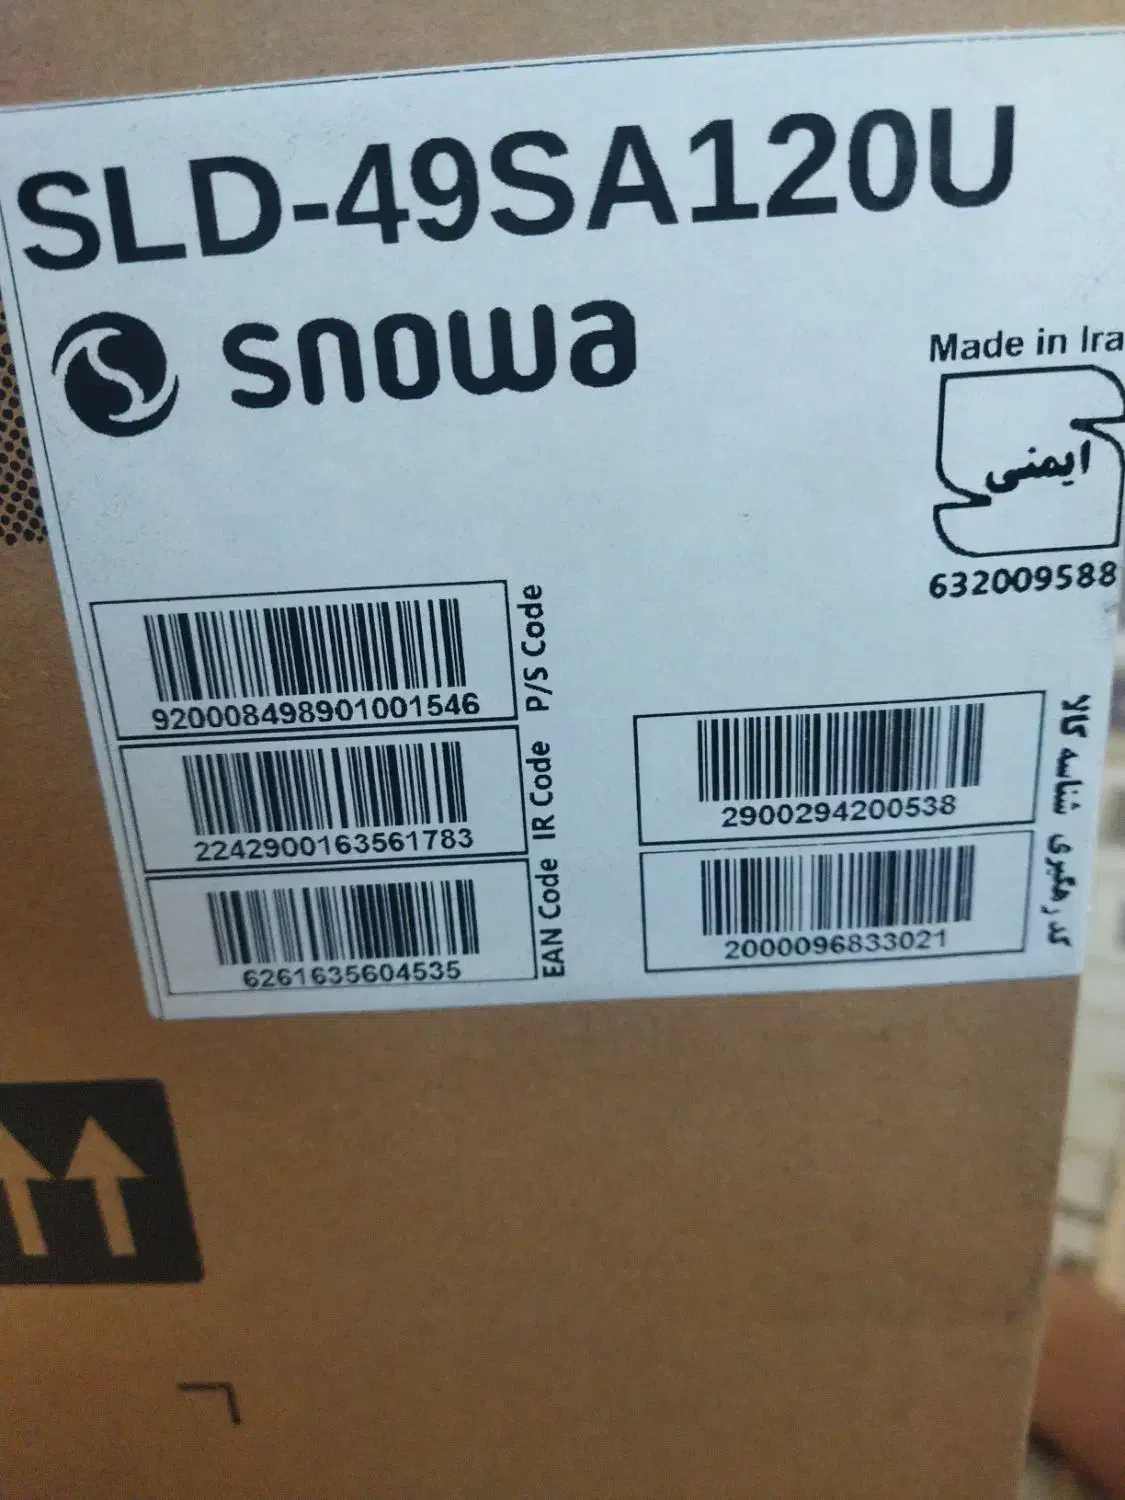 SLD-49SA120U
snowa
Made in Ira
ایمنی
632009588
920008498901001546
P/S Code
2242900163561783
IR Code
6261635604535
EAN Code
2900294200538
شناسه کالا
2000096833021
کد رهگیری